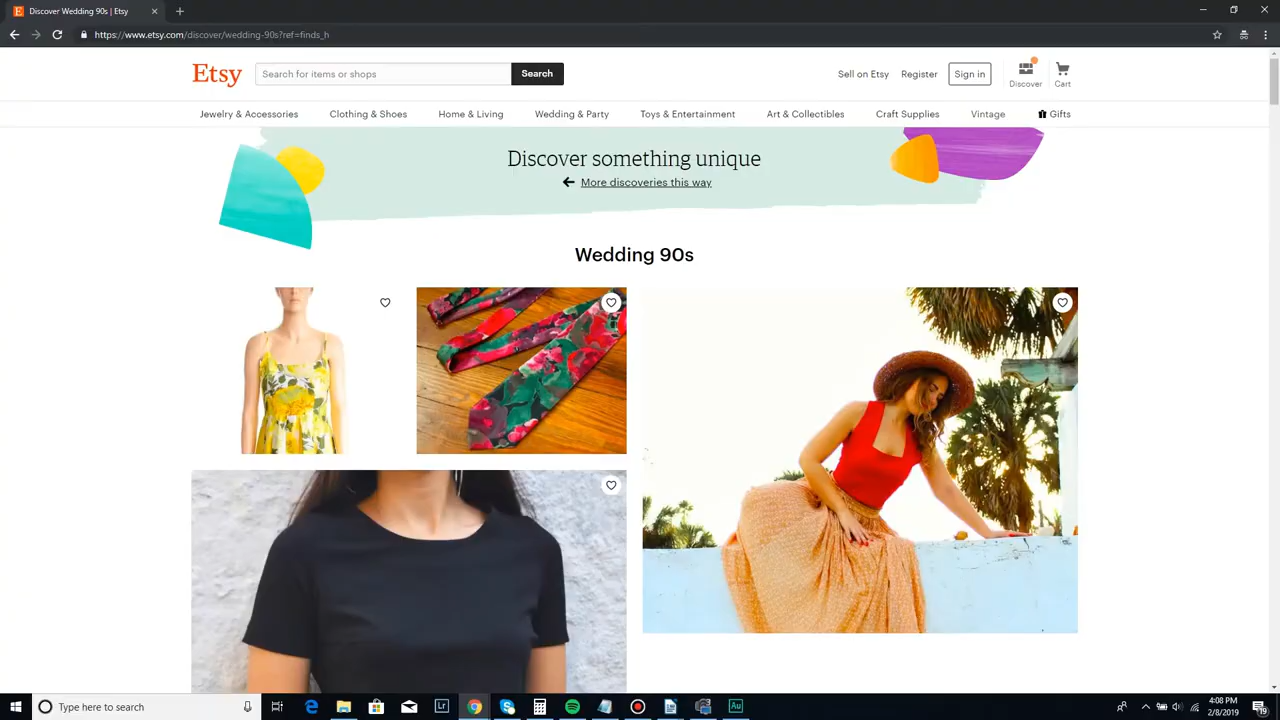 Discover Wedding 90s | Etsy
https://www.etsy.com/discover/wedding-90s?ref=finds_h
Etsy
Search for items or shops
Search
Sell on Etsy
Register
Sign in
Discover
Cart
Jewelry & Accessories
Clothing & Shoes
Home & Living
Wedding & Party
Toys & Entertainment
Art & Collectibles
Craft Supplies
Vintage
Gifts
Discover something unique
More discoveries this way
Wedding 90s
Type here to search
Lr
Au
4:08 PM
2/8/2019
19